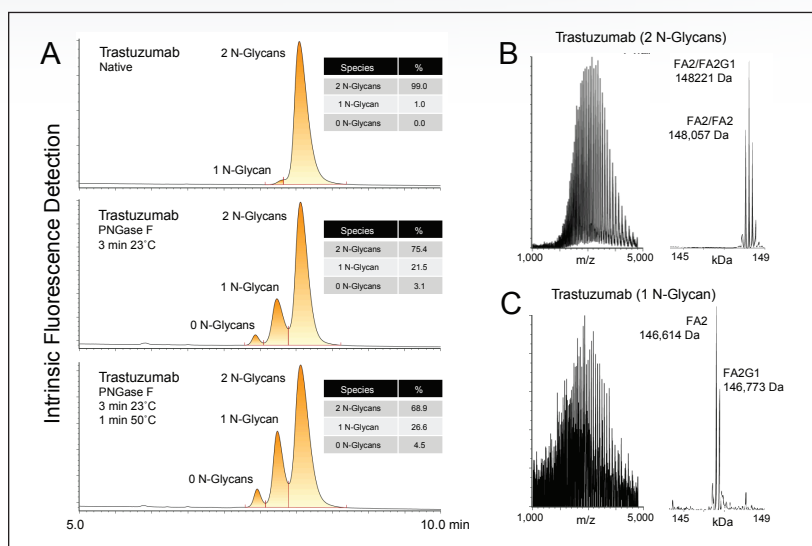 A
Intrinsic Fluorescence Detection
Trastuzumab
Native
2 N-Glycans
1 N-Glycan
Species %
2 N-Glycans 99.0
1 N-Glycan 1.0
0 N-Glycans 0.0
Trastuzumab
PNGase F
3 min 23˚C
2 N-Glycans
1 N-Glycan
0 N-Glycans
Species %
2 N-Glycans 75.4
1 N-Glycan 21.5
0 N-Glycans 3.1
Trastuzumab
PNGase F
3 min 23˚C
1 min 50˚C
2 N-Glycans
1 N-Glycan
0 N-Glycans
Species %
2 N-Glycans 68.9
1 N-Glycan 26.6
0 N-Glycans 4.5
5.0 10.0 min
B
Trastuzumab (2 N-Glycans)
FA2/FA2G1
148221 Da
FA2/FA2
148,057 Da
1,000 m/z 5,000
145 kDa 149
C
Trastuzumab (1 N-Glycan)
FA2
146,614 Da
FA2G1
146,773 Da
1,000 m/z 5,000
145 kDa 149